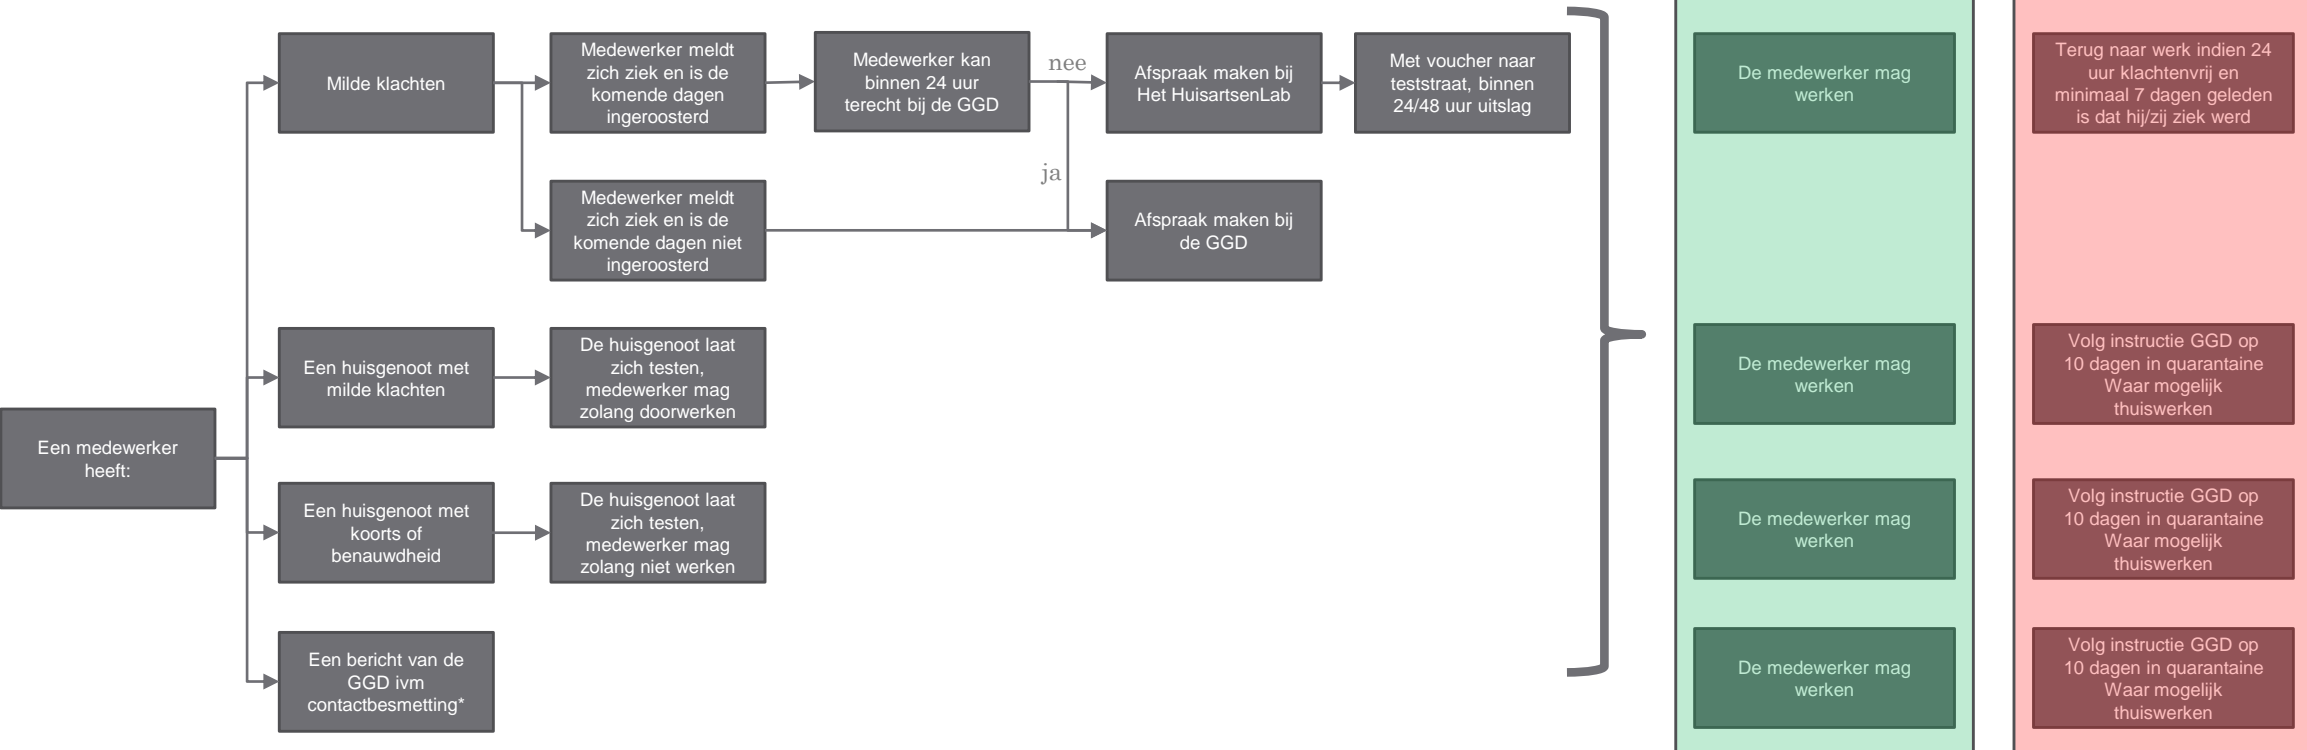 Milde klachten
Medewerker meldt
zich ziek en is de
komende dagen
ingeroosterd
Medewerker kan
binnen 24 uur
terecht bij de GGD
nee
Afspraak maken bij
Het HuisartsenLab
Met voucher naar
teststraat, binnen
24/48 uur uitslag
De medewerker mag
werken
Terug naar werk indien 24
uur klachtenvrij en
minimaal 7 dagen geleden
is dat hij/zij ziek werd
ja
Medewerker meldt
zich ziek en is de
komende dagen niet
ingeroosterd
Afspraak maken bij
de GGD
Een huisgenoot met
milde klachten
De huisgenoot laat
zich testen,
medewerker mag
zolang doorwerken
De medewerker mag
werken
Volg instructie GGD op
10 dagen in quarantaine
Waar mogelijk
thuiswerken
Een medewerker
heeft:
Een huisgenoot met
koorts of
benauwdheid
De huisgenoot laat
zich testen,
medewerker mag
zolang niet werken
De medewerker mag
werken
Volg instructie GGD op
10 dagen in quarantaine
Waar mogelijk
thuiswerken
Een bericht van de
GGD ivm
contactbesmetting*
De medewerker mag
werken
Volg instructie GGD op
10 dagen in quarantaine
Waar mogelijk
thuiswerken